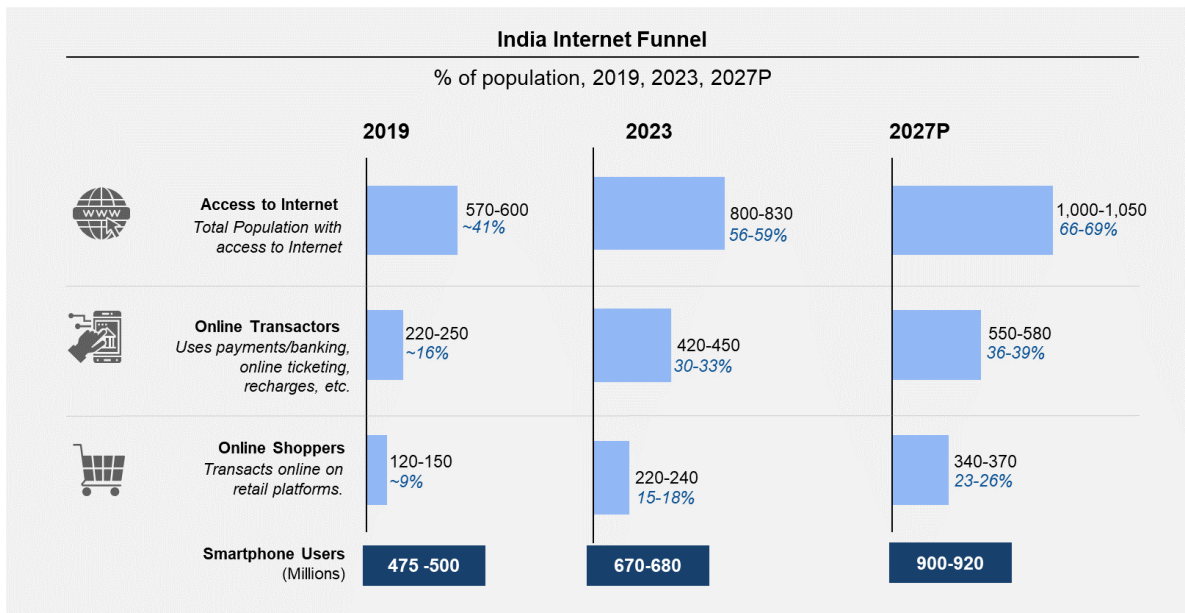 India Internet Funnel
% of population, 2019, 2023, 2027P
2019
2023
2027P
www
Access to Internet
Total Population with
access to Internet
570-600
~41%
800-830
56-59%
1,000-1,050
66-69%
Online Transactors
Uses payments/banking,
online ticketing,
recharges, etc.
220-250
~16%
420-450
30-33%
550-580
36-39%
Online Shoppers
Transacts online on
retail platforms.
120-150
~9%
220-240
15-18%
340-370
23-26%
Smartphone Users
(Millions)
475 -500
670-680
900-920